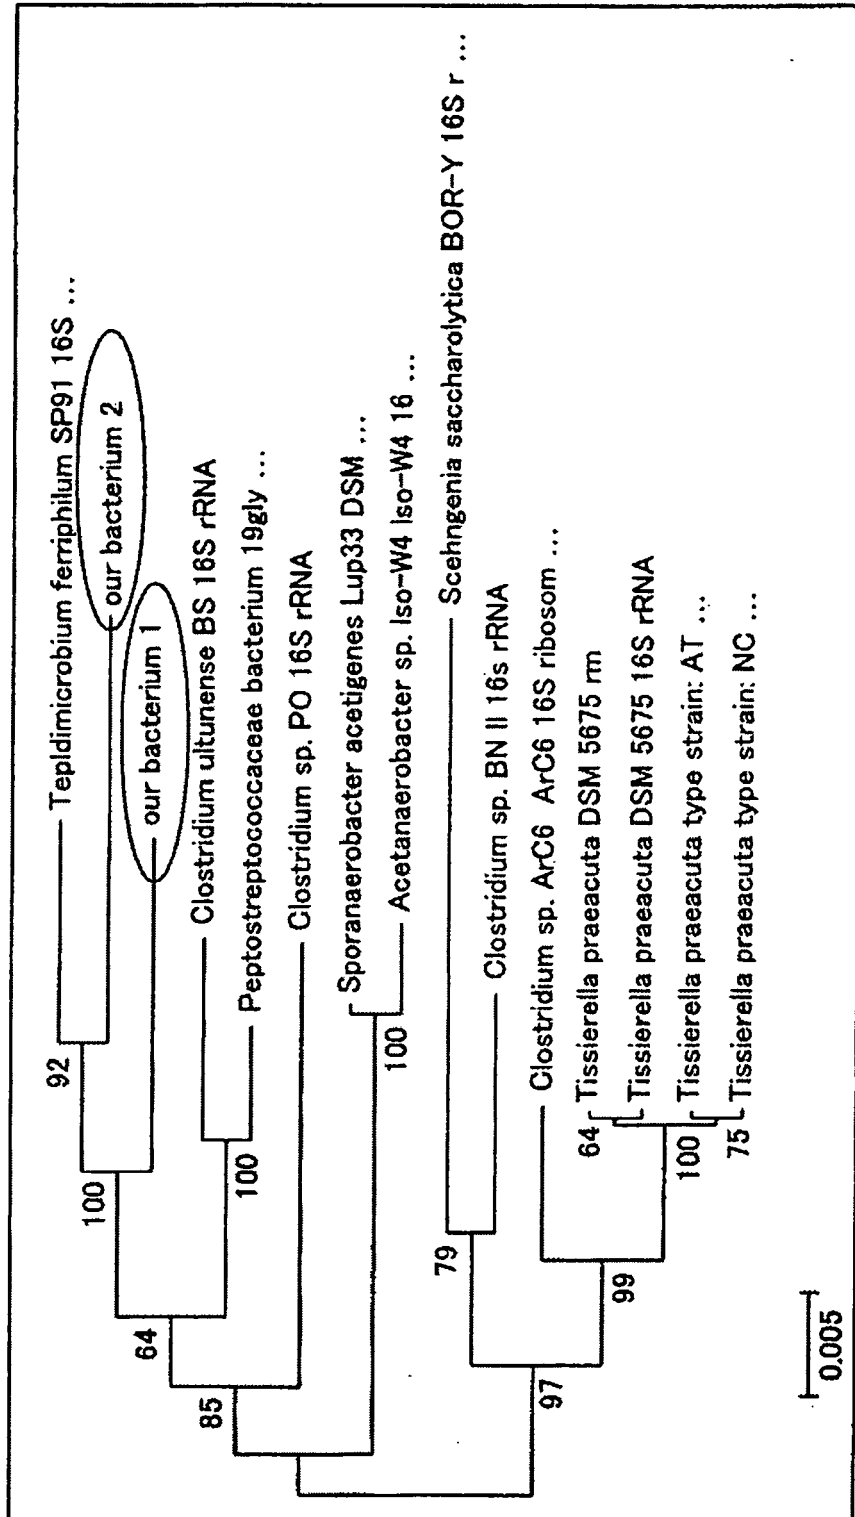 Tepldimicrobium ferriphilum SP91 16S ...
92
our bacterium 2
100
our bacterium 1
Clostridium ultunense BS 16S rRNA
64
100
Peptostreptococcaceae bacterium 19gly ...
85
Clostridium sp. PO 16S rRNA
Sporanaerobacter acetigenes Lup33 DSM ...
100
Acetanaerobacter sp. Iso-W4 Iso-W4 16 ...
Scehngenia saccharolytica BOR-Y 16S r ...
79
Clostridium sp. BN II 16s rRNA
97
Clostridium sp. ArC6 ArC6 16S ribosom ...
99
64
Tissierella praeacuta DSM 5675 rrn
Tissierella praeacuta DSM 5675 16S rRNA
100
Tissierella praeacuta type strain: AT ...
75
Tissierella praeacuta type strain: NC ...
0.005